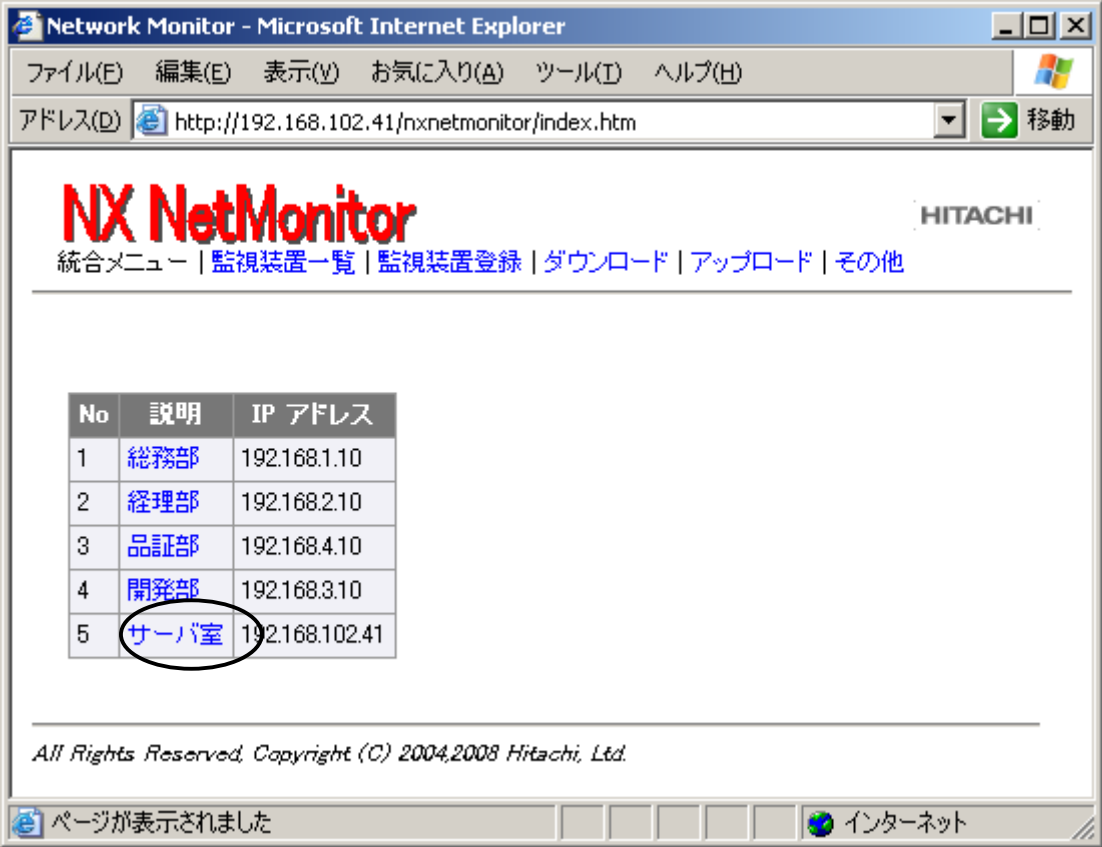 Network Monitor - Microsoft Internet Explorer
ファイル(F) 編集(E) 表示(V) お気に入り(A) ツール(T) ヘルプ(H)
アドレス(D) http://192.168.102.41/nxnetmonitor/index.htm 移動
NX NetMonitor
HITACHI
統合メニュー | 監視装置一覧 | 監視装置登録 | ダウンロード | アップロード | その他
No 説明 IP アドレス
1 総務部 192.168.1.10
2 経理部 192.168.2.10
3 品証部 192.168.4.10
4 開発部 192.168.3.10
5 サーバ室 192.168.102.41
All Rights Reserved, Copyright (C) 2004,2008 Hitachi, Ltd.
ページが表示されました インターネット